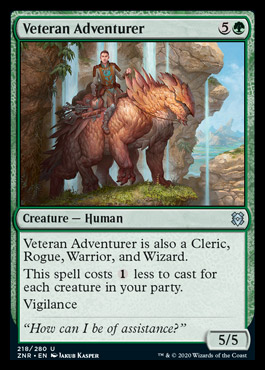 Veteran Adventurer 5
Creature — Human
Veteran Adventurer is also a Cleric,
Rogue, Warrior, and Wizard.
This spell costs 1 less to cast for
each creature in your party.
Vigilance
“How can I be of assistance?”
5/5
218/280 U
ZNR • EN Jakub Kasper ™ & © 2020 Wizards of the Coast